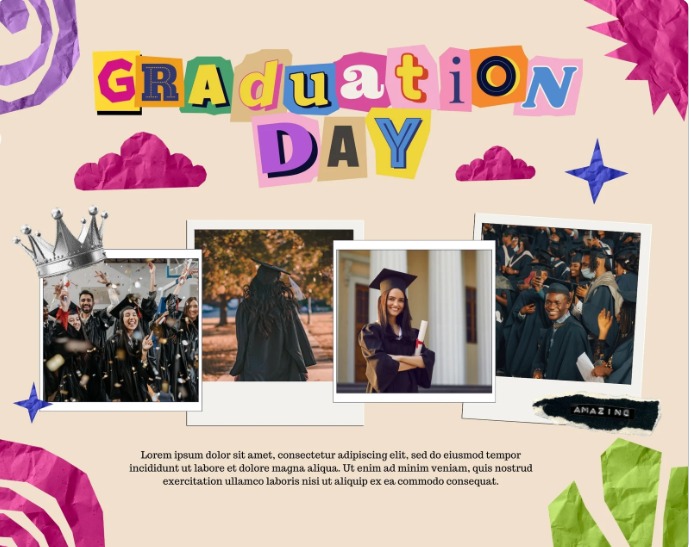 GRADuatiON
DAY
AMAZING
Lorem ipsum dolor sit amet, consectetur adipiscing elit, sed do eiusmod tempor
incididunt ut labore et dolore magna aliqua. Ut enim ad minim veniam, quis nostrud
exercitation ullamco laboris nisi ut aliquip ex ea commodo consequat.